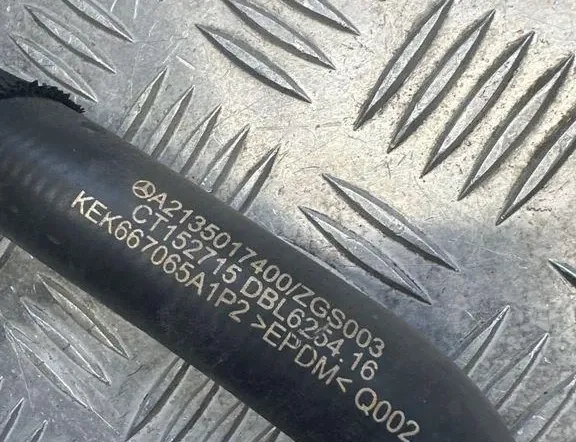 A2135017400/ZGS003
CT152715 DBL6254.16
KEK667065A1P2 >EPDM< Q002